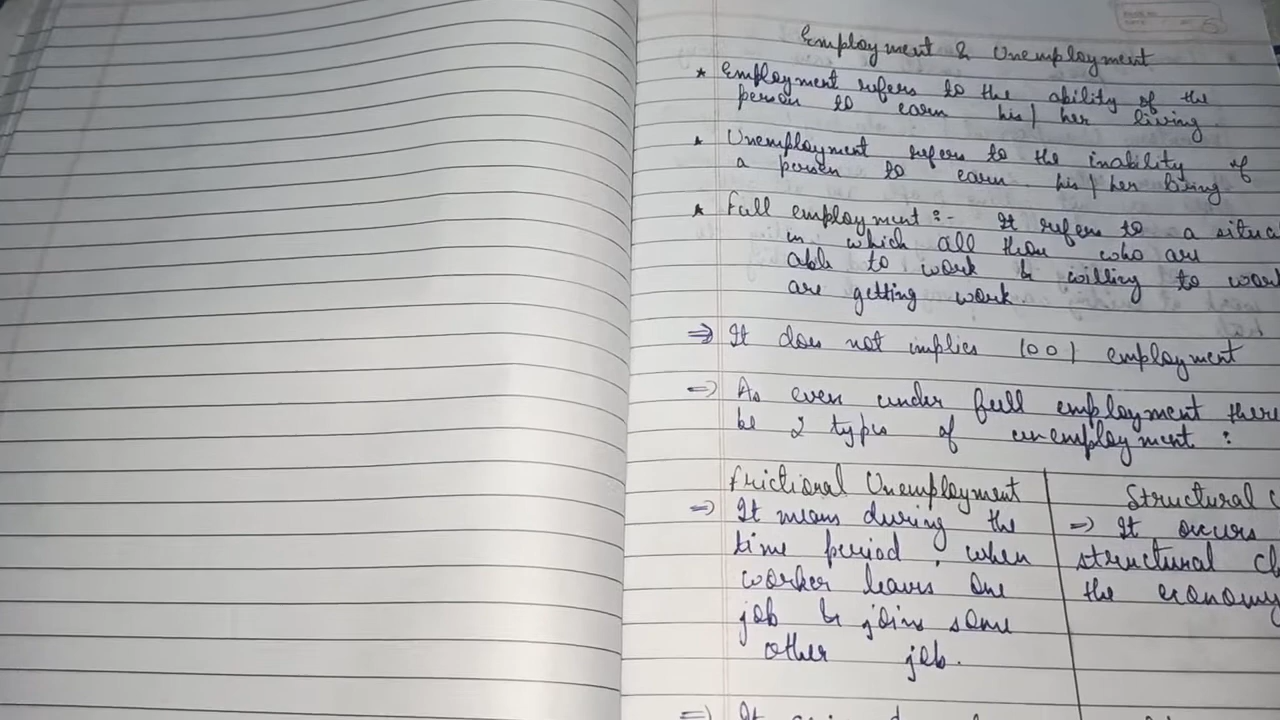 Employment & Unemployment
★ Employment refers to the ability of the
person to earn his/her living
★ Unemployment refers to the inability of
a person to earn his/her living
★ Full employment :- It refers to a situa
in which all those who are
able to work & willing to work
are getting work
⇒ It does not implies 100% employment
⇒ As even under full employment there
be 2 types of unemployment :
Frictional Unemployment
⇒ It means during the
time period, when
worker leaves one
job & joins some
other job.
Structural
⇒ It occurs
structural ch
the economy
⇒ It